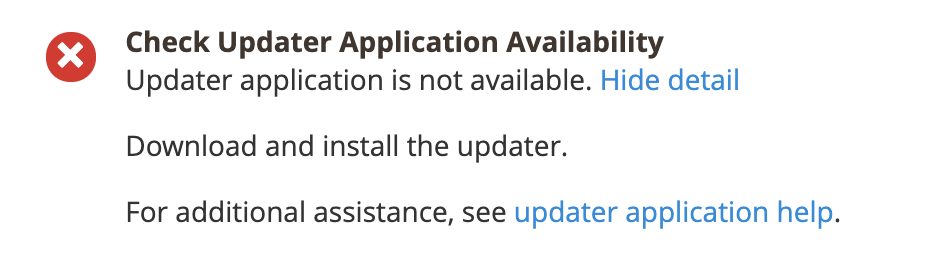 Check Updater Application Availability
Updater application is not available. Hide detail
Download and install the updater.
For additional assistance, see updater application help.